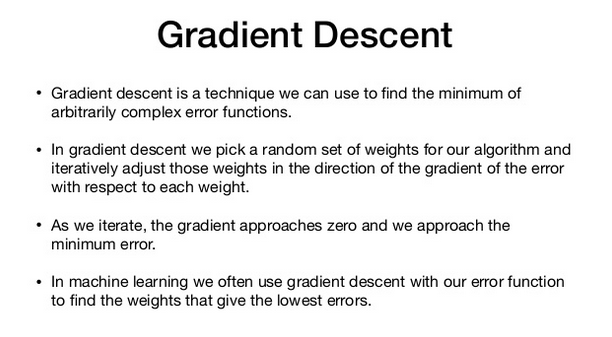 Gradient Descent
• Gradient descent is a technique we can use to find the minimum of
arbitrarily complex error functions.
• In gradient descent we pick a random set of weights for our algorithm and
iteratively adjust those weights in the direction of the gradient of the error
with respect to each weight.
• As we iterate, the gradient approaches zero and we approach the
minimum error.
• In machine learning we often use gradient descent with our error function
to find the weights that give the lowest errors.